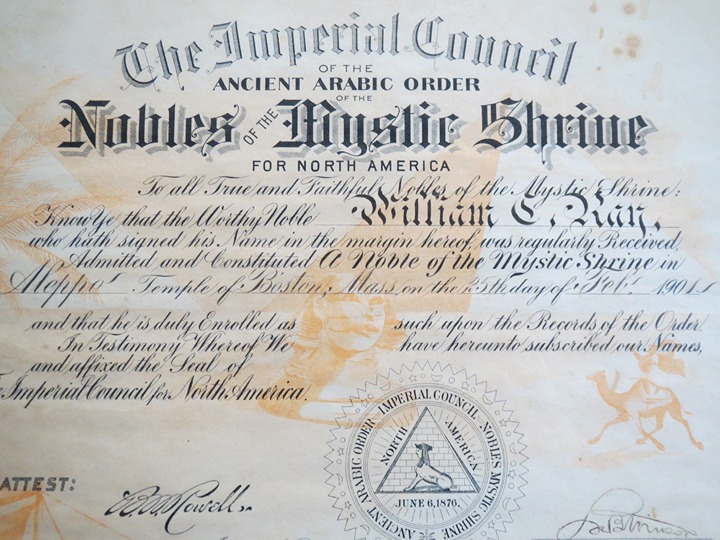 The Imperial Council
OF THE
ANCIENT ARABIC ORDER
OF THE
Nobles OF THE Mystic Shrine
FOR NORTH AMERICA
To all True and Faithful Nobles of the Mystic Shrine:
Know Ye that the Worthy Noble William C. Ray,
who hath signed his Name in the margin hereof, was regularly Received,
Admitted and Constituted A Noble of the Mystic Shrine in
Aleppo Temple of Boston, Mass, on the 25th day of Feb. 1901
and that he is duly Enrolled as such upon the Records of the Order.
In Testimony Whereof We have hereunto subscribed our Names,
and affixed the Seal of
Imperial Council for North America.
IMPERIAL COUNCIL NOBLES MYSTIC SHRINE ANCIENT ARABIC ORDER
NORTH AMERICA
JUNE 6, 1876.
ATTEST:
Rowell